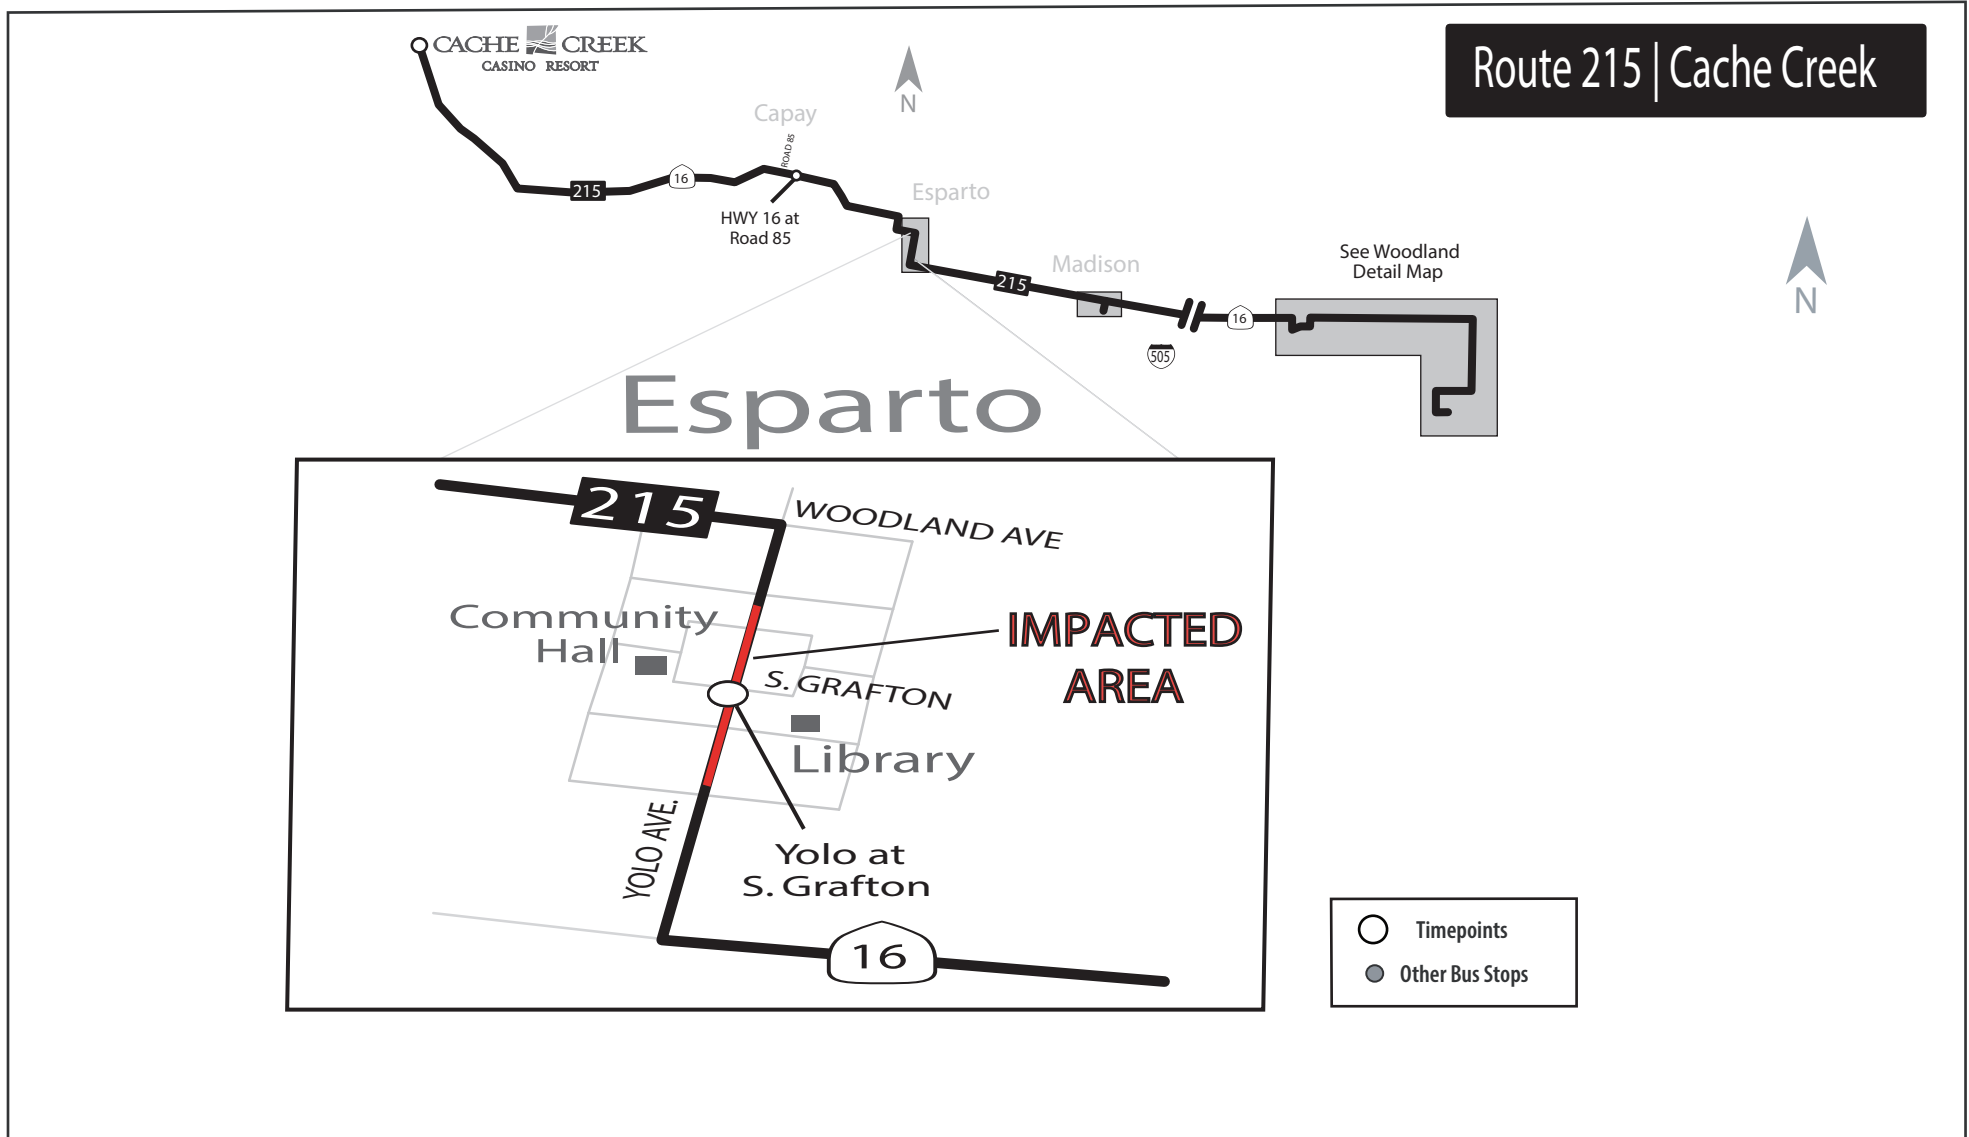 Route 215 | Cache Creek
CACHE CREEK
CASINO RESORT
N
Capay
ROAD 85
16
215
HWY 16 at
Road 85
Esparto
Madison
215
See Woodland
Detail Map
N
16
505
Esparto
215
WOODLAND AVE
Community
Hall
IMPACTED
AREA
S. GRAFTON
Library
YOLO AVE.
Yolo at
S. Grafton
16
Timepoints
Other Bus Stops